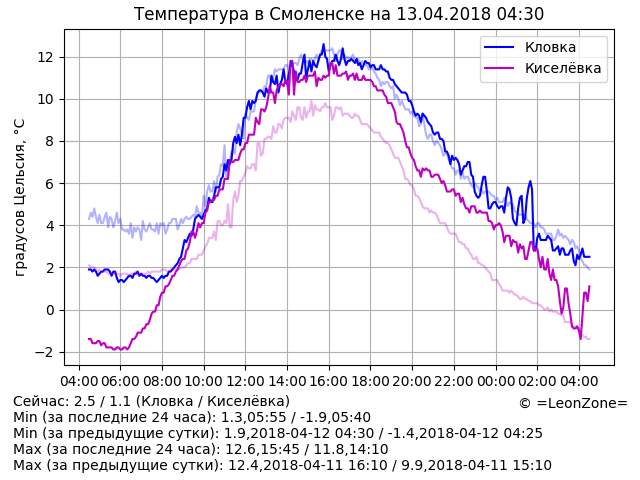 Температура в Смоленске на 13.04.2018 04:30
градусов Цельсия, °C
12
10
8
6
4
2
0
−2
Кловка
Киселёвка
04:00 06:00 08:00 10:00 12:00 14:00 16:00 18:00 20:00 22:00 00:00 02:00 04:00
Сейчас: 2.5 / 1.1 (Кловка / Киселёвка)
© =LeonZone=
Min (за последние 24 часа): 1.3,05:55 / -1.9,05:40
Min (за предыдущие сутки): 1.9,2018-04-12 04:30 / -1.4,2018-04-12 04:25
Max (за последние 24 часа): 12.6,15:45 / 11.8,14:10
Max (за предыдущие сутки): 12.4,2018-04-11 16:10 / 9.9,2018-04-11 15:10